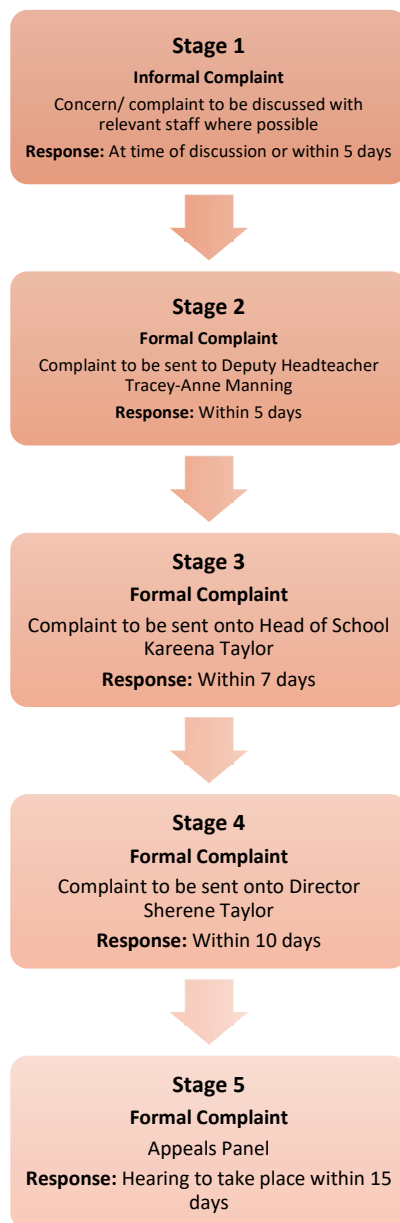 Stage 1
Informal Complaint
Concern/ complaint to be discussed with
relevant staff where possible
Response: At time of discussion or within 5 days
Stage 2
Formal Complaint
Complaint to be sent to Deputy Headteacher
Tracey-Anne Manning
Response: Within 5 days
Stage 3
Formal Complaint
Complaint to be sent onto Head of School
Kareena Taylor
Response: Within 7 days
Stage 4
Formal Complaint
Complaint to be sent onto Director
Sherene Taylor
Response: Within 10 days
Stage 5
Formal Complaint
Appeals Panel
Response: Hearing to take place within 15
days